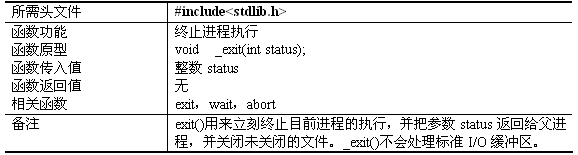 所需头文件 #include<stdlib.h>
函数功能 终止进程执行
函数原型 void _exit(int status);
函数传入值 整数 status
函数返回值 无
相关函数 exit，wait，abort
备注 exit()用来立刻终止目前进程的执行，并把参数 status 返回给父进
程，并关闭未关闭的文件。_exit()不会处理标准 I/O 缓冲区。